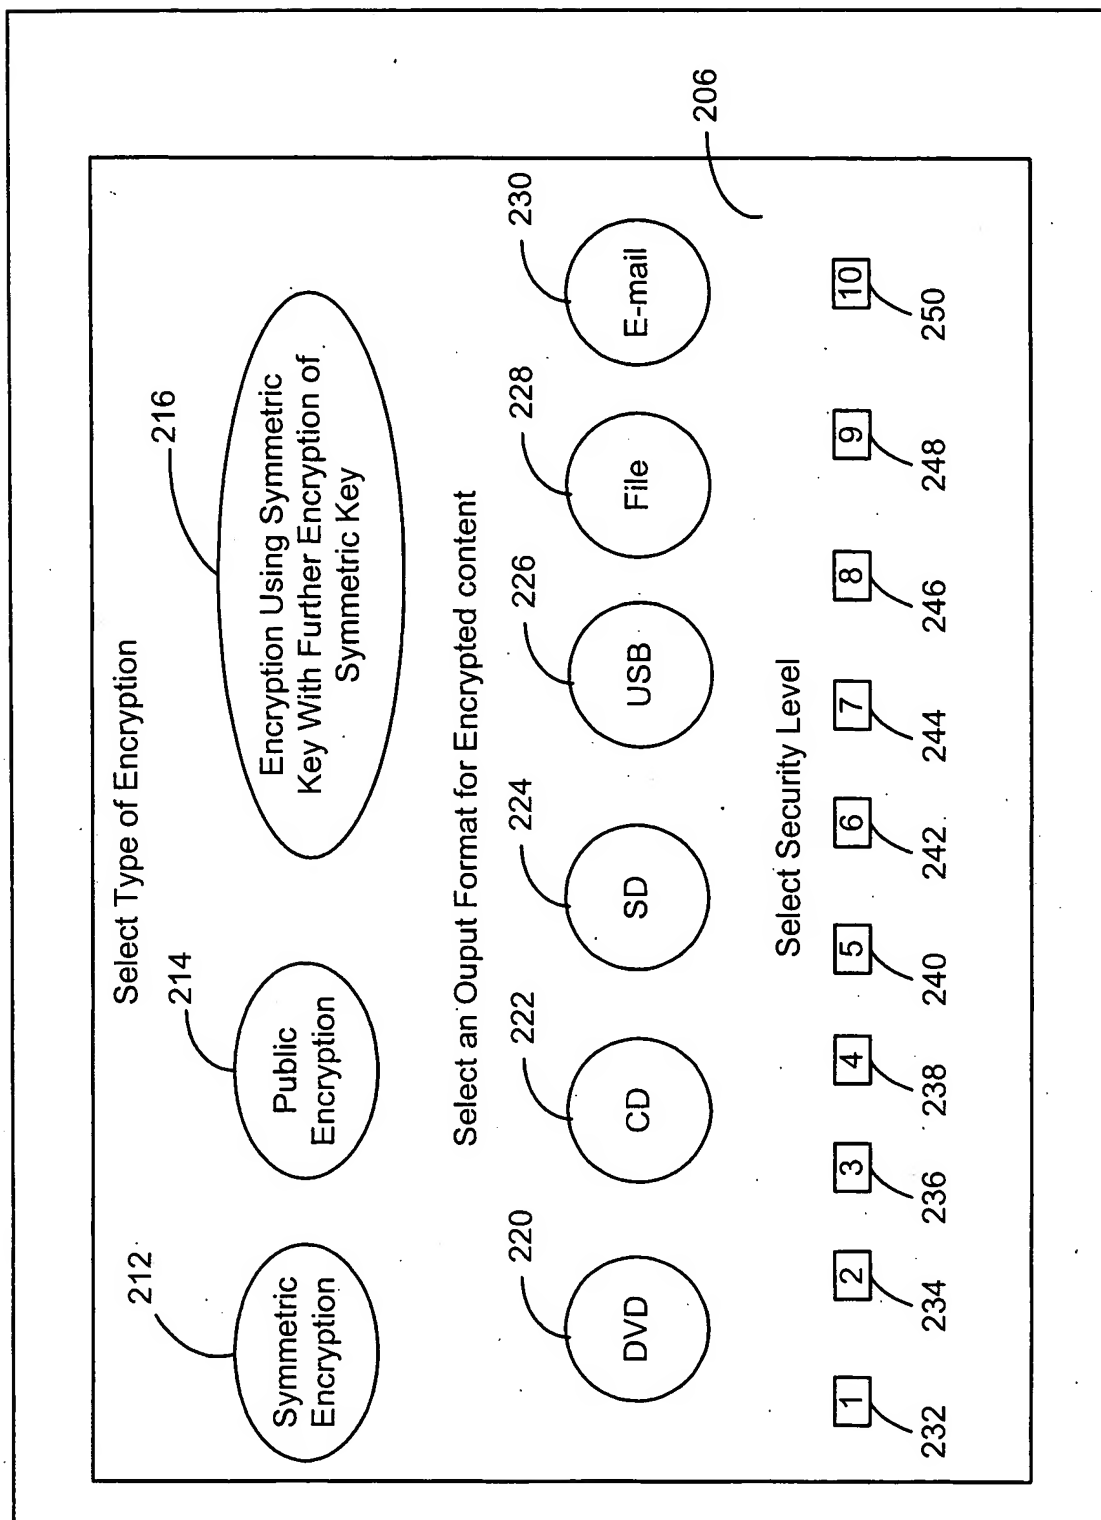 206
Select Type of Encryption
212
214
216
Symmetric
Encryption
Public
Encryption
Encryption Using Symmetric
Key With Further Encryption of
Symmetric Key
Select an Ouput Format for Encrypted content
220
222
224
226
228
230
DVD
CD
SD
USB
File
E-mail
Select Security Level
1
2
3
4
5
6
7
8
9
10
232
234
236
238
240
242
244
246
248
250